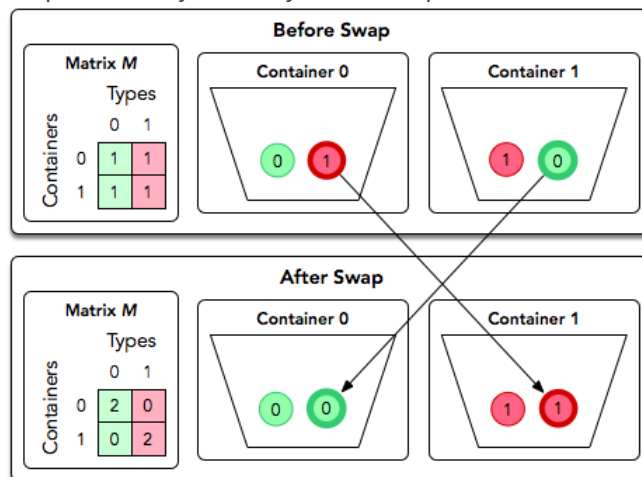 Before Swap
Matrix M
Types
0 1
Containers
0 1 1
1 1 1
Container 0
0 1
Container 1
1 0
After Swap
Matrix M
Types
0 1
Containers
0 2 0
1 0 2
Container 0
0 0
Container 1
1 1